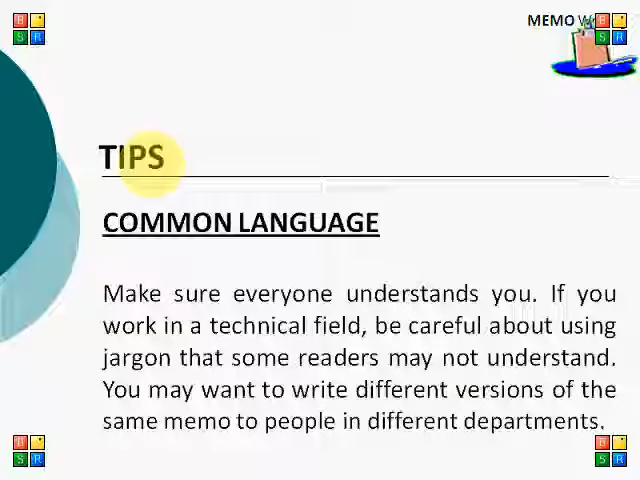 MEMO
TIPS
COMMON LANGUAGE
Make sure everyone understands you. If you
work in a technical field, be careful about using
jargon that some readers may not understand.
You may want to write different versions of the
same memo to people in different departments.
B
S R
B
S R
B
S R
B
S R